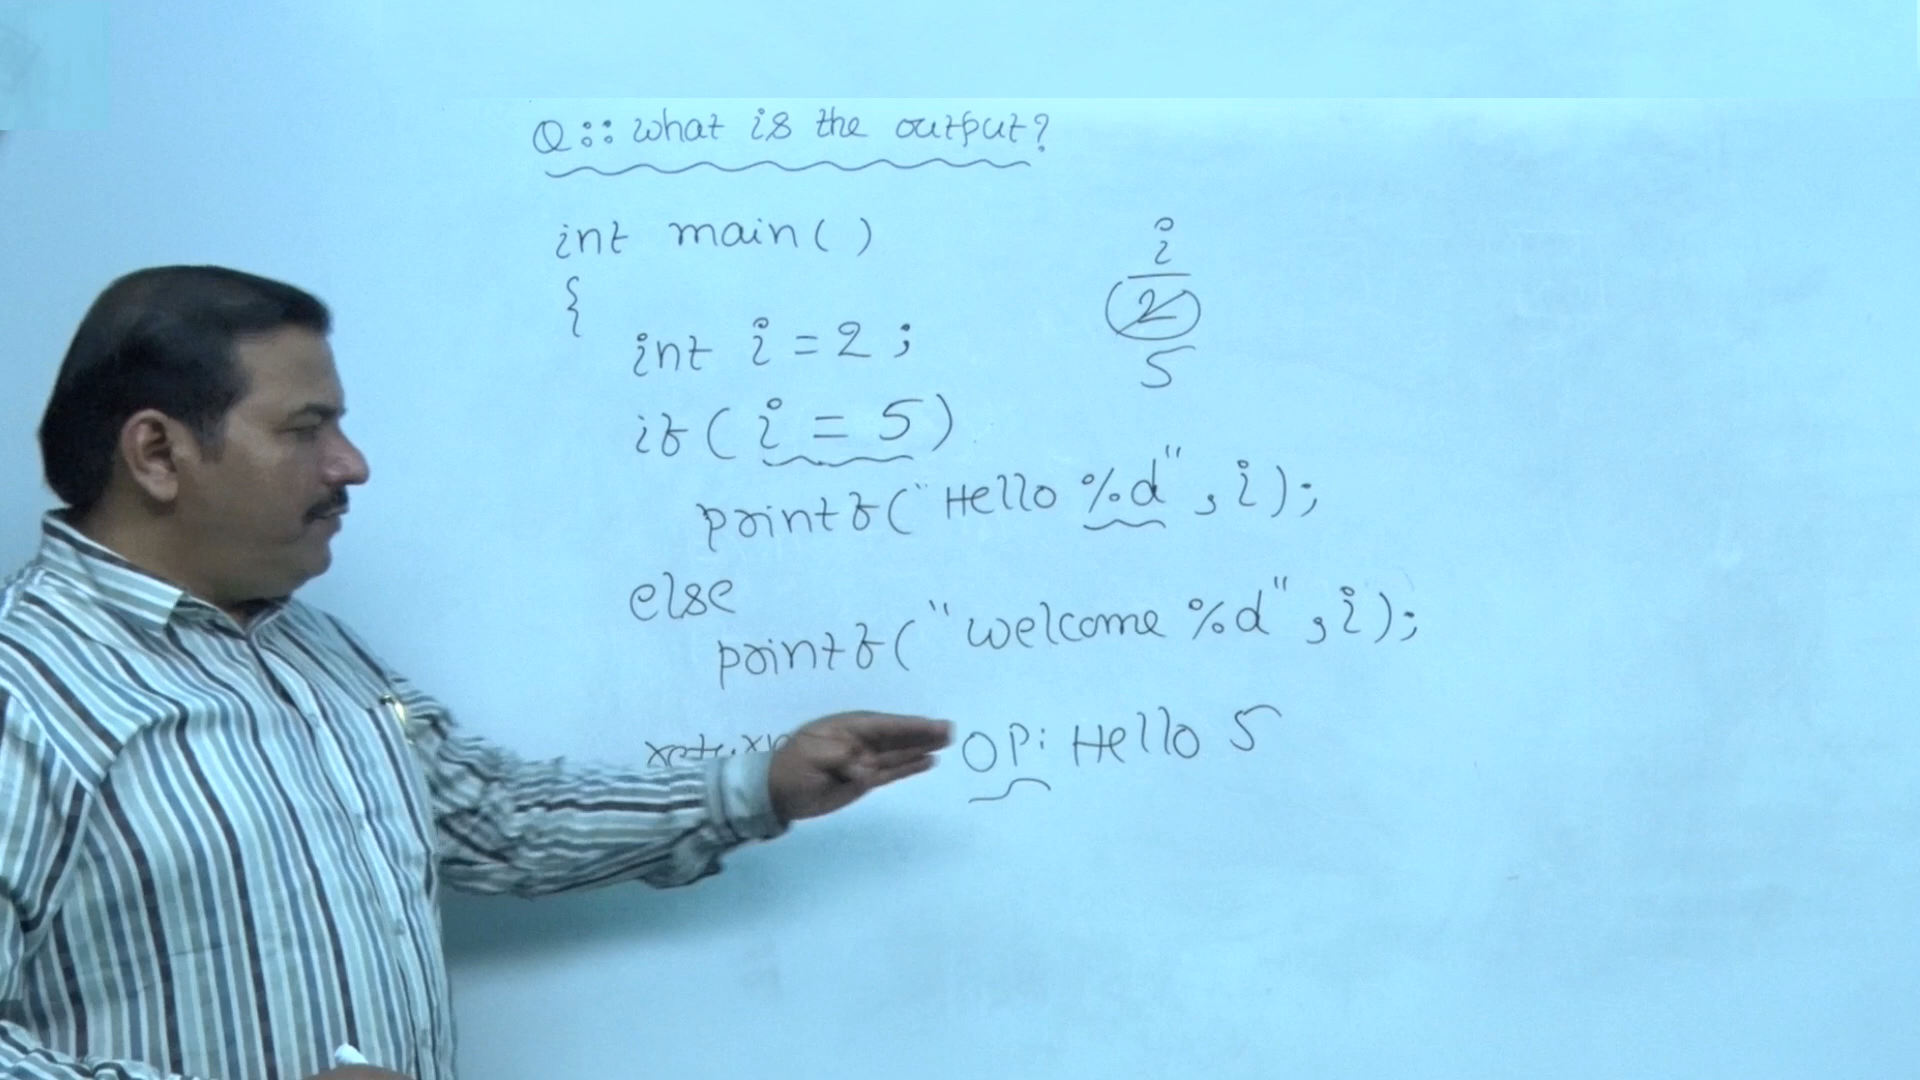 Q:: what is the output?
int main( )
{
int i = 2 ;
i
2
5
if( i = 5)
printf("Hello %d", i);
else
printf("welcome %d", i);
OP: Hello 5